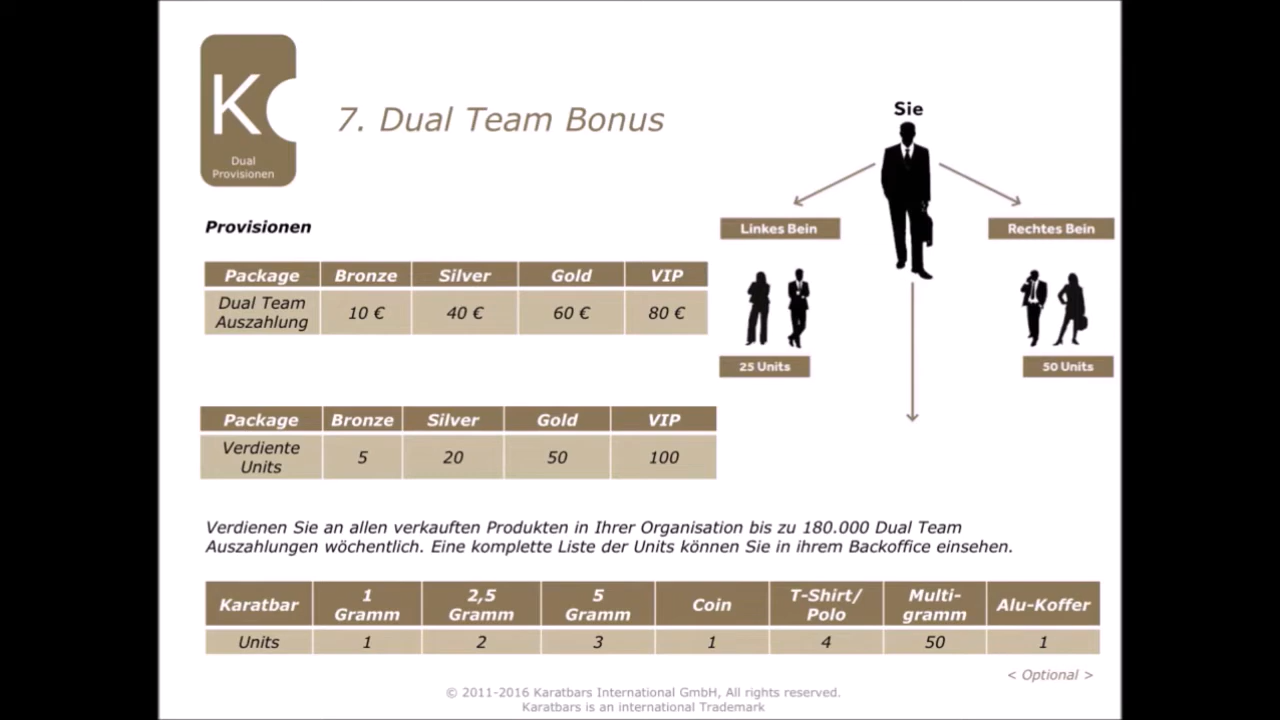 K
Dual
Provisionen
7. Dual Team Bonus
Sie
Linkes Bein
Rechtes Bein
25 Units
50 Units
Provisionen
Package Bronze Silver Gold VIP
Dual Team
Auszahlung 10 € 40 € 60 € 80 €
Package Bronze Silver Gold VIP
Verdiente
Units 5 20 50 100
Verdienen Sie an allen verkauften Produkten in Ihrer Organisation bis zu 180.000 Dual Team
Auszahlungen wöchentlich. Eine komplette Liste der Units können Sie in ihrem Backoffice einsehen.
Karatbar 1 Gramm 2,5 Gramm 5 Gramm Coin T-Shirt/ Polo Multi- gramm Alu-Koffer
Units 1 2 3 1 4 50 1
< Optional >
© 2011-2016 Karatbars International GmbH, All rights reserved.
Karatbars is an international Trademark